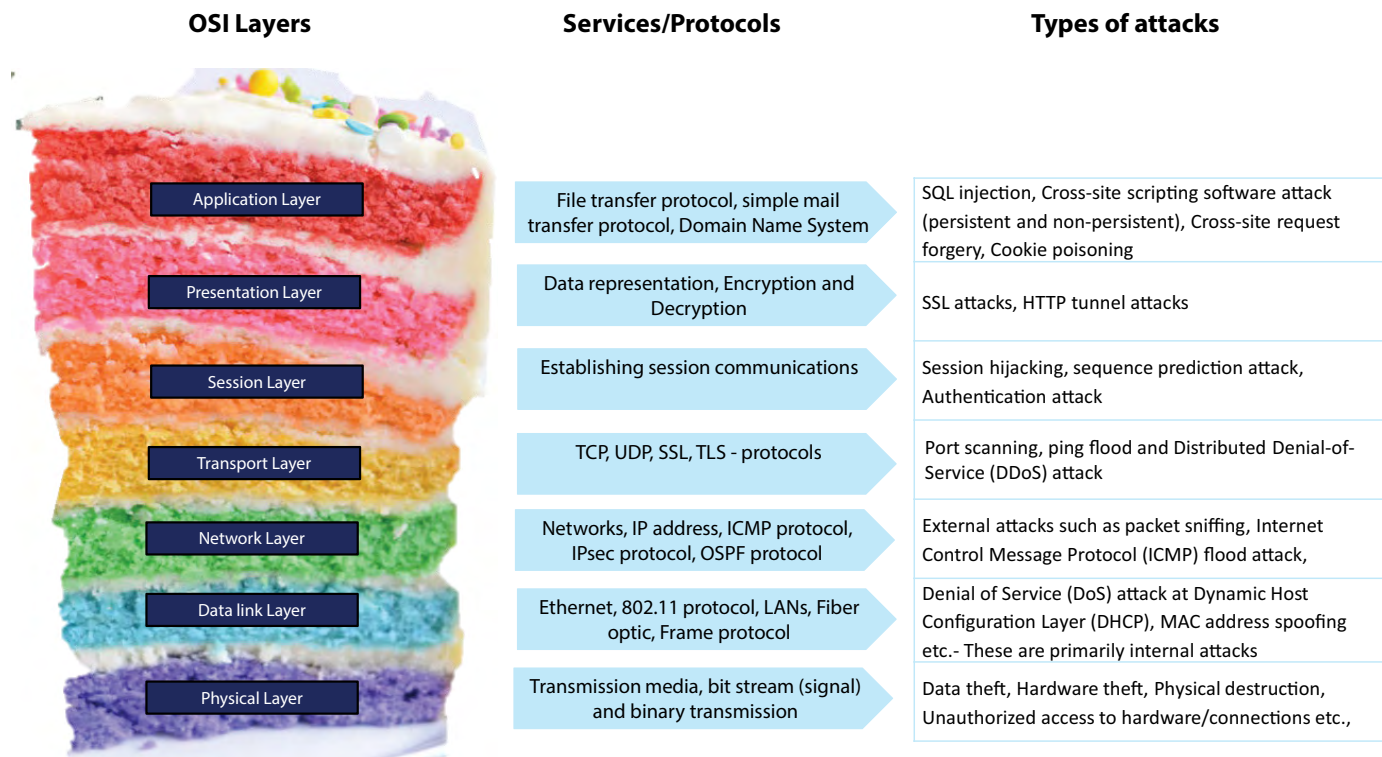 OSI Layers
Services/Protocols
Types of attacks
Application Layer
File transfer protocol, simple mail
transfer protocol, Domain Name System
SQL injection, Cross-site scripting software attack
(persistent and non-persistent), Cross-site request
forgery, Cookie poisoning
Presentation Layer
Data representation, Encryption and
Decryption
SSL attacks, HTTP tunnel attacks
Session Layer
Establishing session communications
Session hijacking, sequence prediction attack,
Authentication attack
Transport Layer
TCP, UDP, SSL, TLS - protocols
Port scanning, ping flood and Distributed Denial-of-
Service (DDoS) attack
Network Layer
Networks, IP address, ICMP protocol,
IPsec protocol, OSPF protocol
External attacks such as packet sniffing, Internet
Control Message Protocol (ICMP) flood attack,
Data link Layer
Ethernet, 802.11 protocol, LANs, Fiber
optic, Frame protocol
Denial of Service (DoS) attack at Dynamic Host
Configuration Layer (DHCP), MAC address spoofing
etc.- These are primarily internal attacks
Physical Layer
Transmission media, bit stream (signal)
and binary transmission
Data theft, Hardware theft, Physical destruction,
Unauthorized access to hardware/connections etc.,